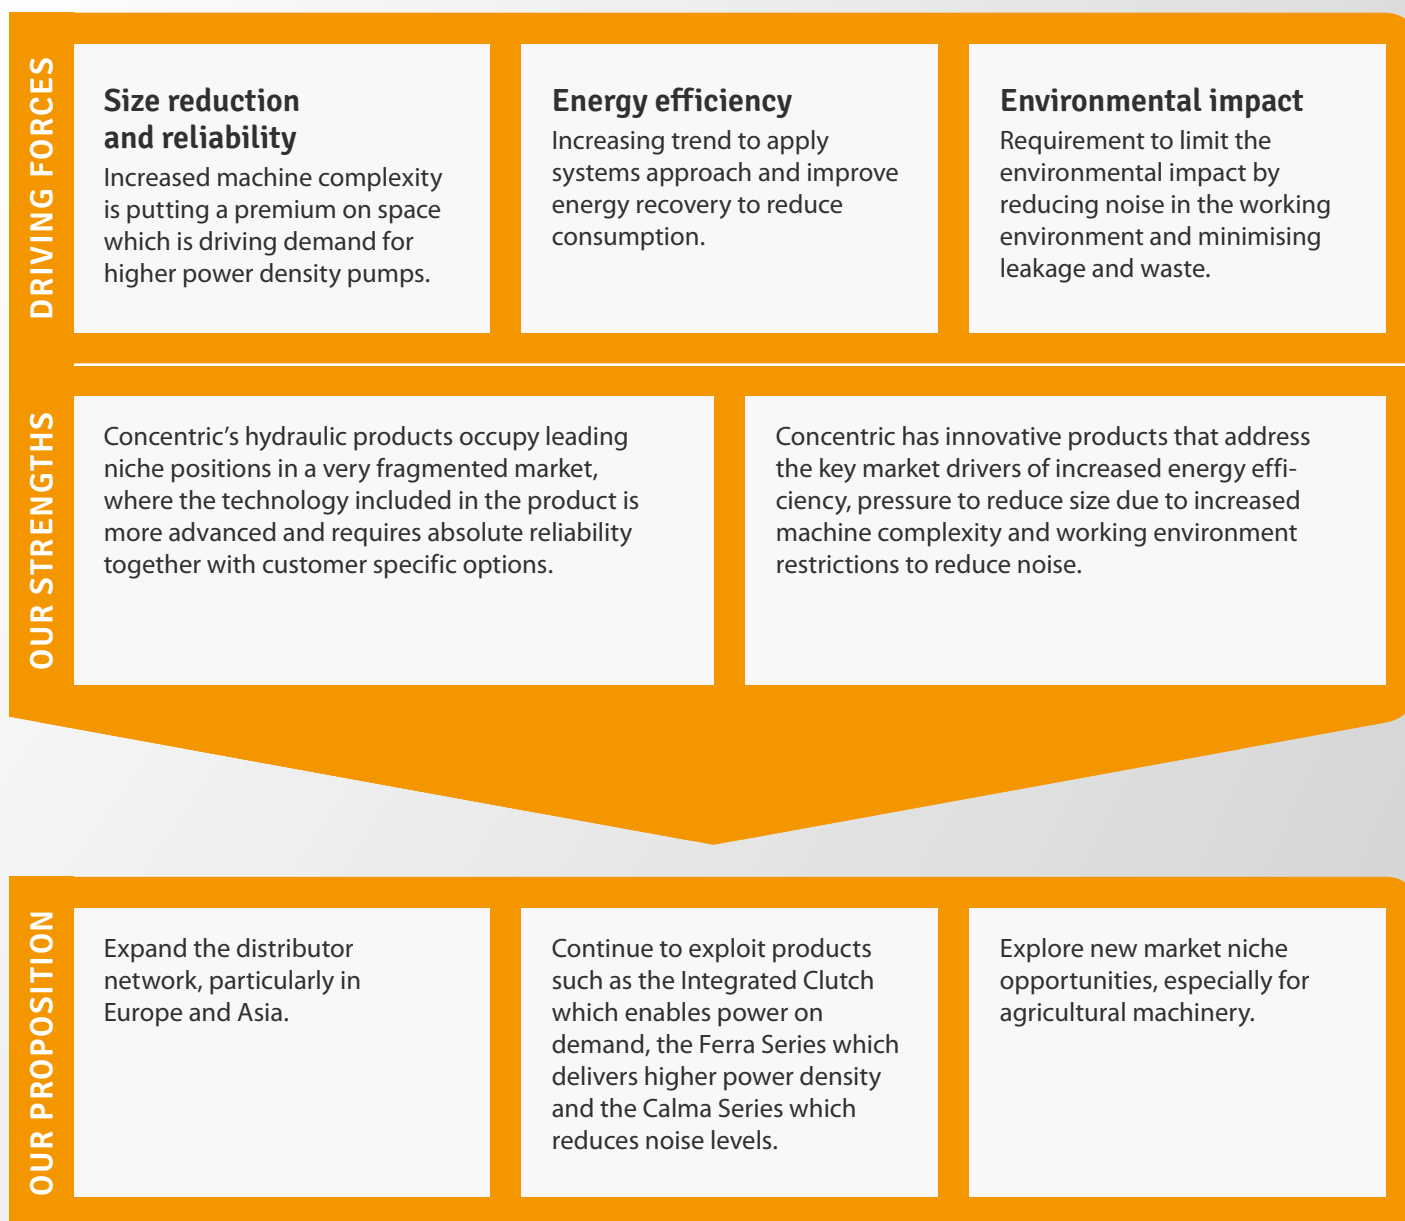 DRIVING FORCES
Size reduction
and reliability
Increased machine complexity
is putting a premium on space
which is driving demand for
higher power density pumps.
Energy efficiency
Increasing trend to apply
systems approach and improve
energy recovery to reduce
consumption.
Environmental impact
Requirement to limit the
environmental impact by
reducing noise in the working
environment and minimising
leakage and waste.
OUR STRENGTHS
Concentric’s hydraulic products occupy leading
niche positions in a very fragmented market,
where the technology included in the product is
more advanced and requires absolute reliability
together with customer specific options.
Concentric has innovative products that address
the key market drivers of increased energy effi-
ciency, pressure to reduce size due to increased
machine complexity and working environment
restrictions to reduce noise.
OUR PROPOSITION
Expand the distributor
network, particularly in
Europe and Asia.
Continue to exploit products
such as the Integrated Clutch
which enables power on
demand, the Ferra Series which
delivers higher power density
and the Calma Series which
reduces noise levels.
Explore new market niche
opportunities, especially for
agricultural machinery.